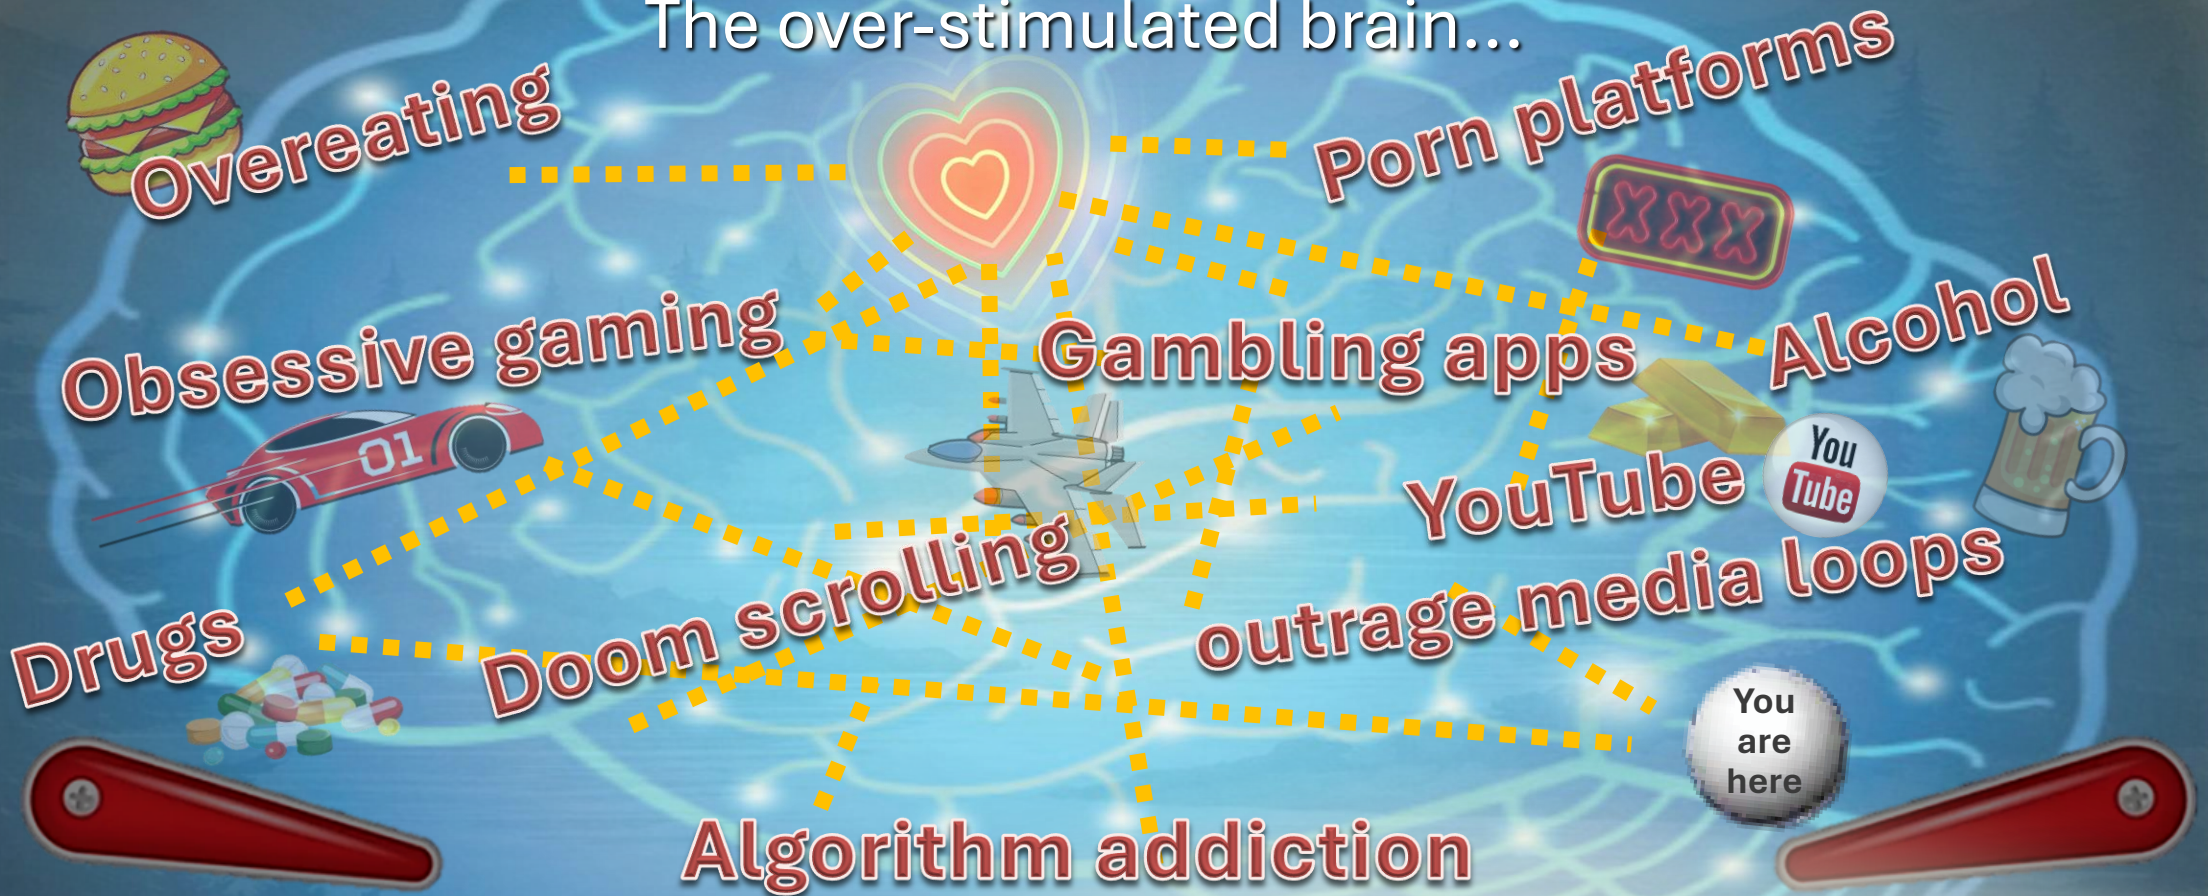 The over-stimulated brain...
Overeating
Porn platforms
XXX
Obsessive gaming
Gambling apps
Alcohol
01
YouTube
You
Tube
Doom scrolling
outrage media loops
Drugs
You
are
here
Algorithm addiction